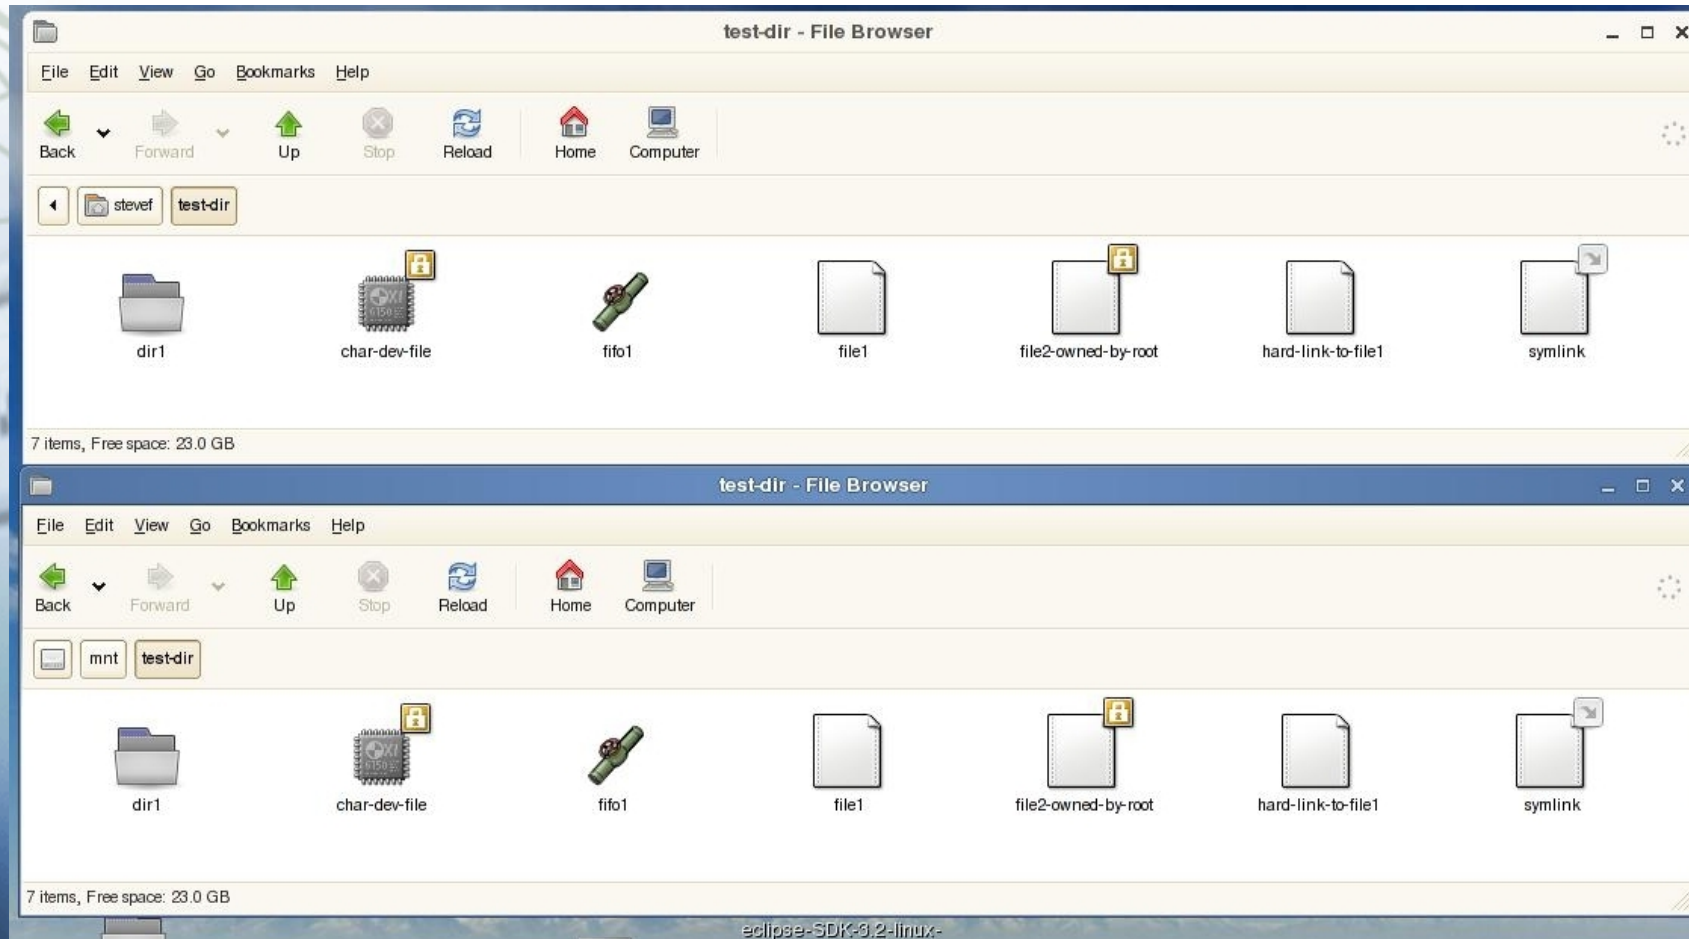 test-dir - File Browser
File Edit View Go Bookmarks Help
Back Forward Up Stop Reload Home Computer
stevef test-dir
dir1 char-dev-file fifo1 file1 file2-owned-by-root hard-link-to-file1 symlink
7 items, Free space: 23.0 GB
test-dir - File Browser
File Edit View Go Bookmarks Help
Back Forward Up Stop Reload Home Computer
mnt test-dir
dir1 char-dev-file fifo1 file1 file2-owned-by-root hard-link-to-file1 symlink
7 items, Free space: 23.0 GB
eclipse-SDK-3.2-linux-